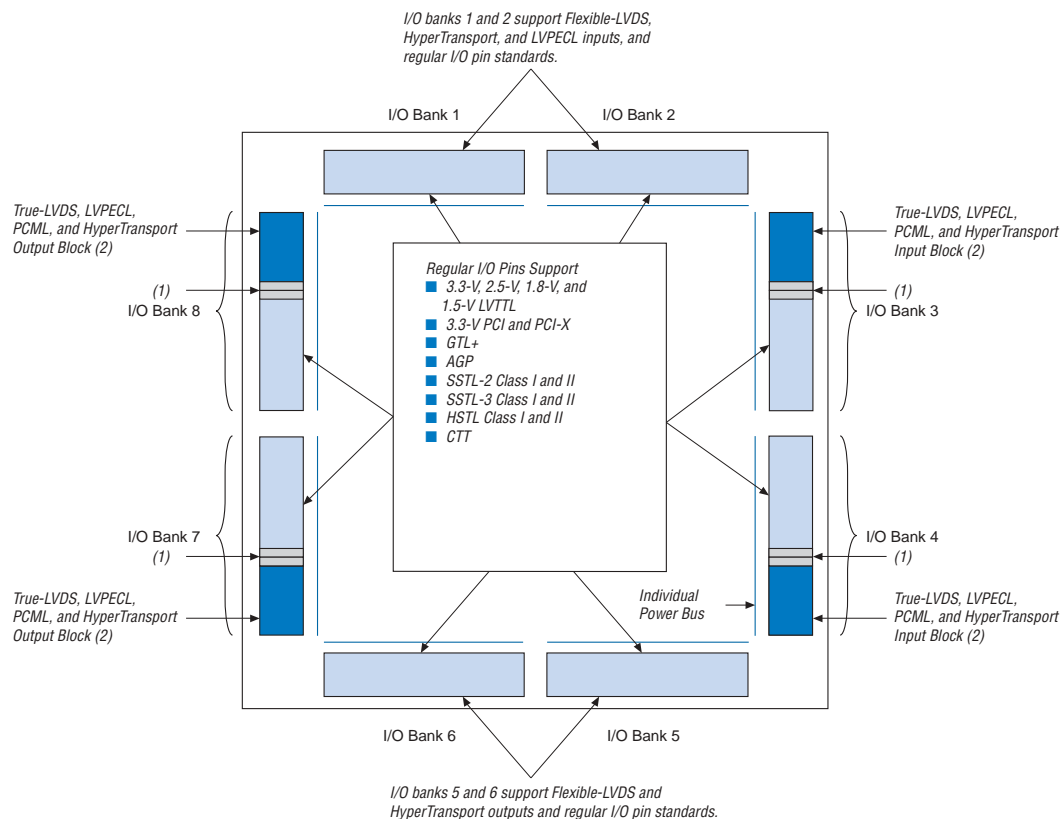 I/O banks 1 and 2 support Flexible-LVDS,
HyperTransport, and LVPECL inputs, and
regular I/O pin standards.
I/O Bank 1
I/O Bank 2
True-LVDS, LVPECL,
PCML, and HyperTransport
Output Block (2)
True-LVDS, LVPECL,
PCML, and HyperTransport
Input Block (2)
(1)
I/O Bank 8
(1)
I/O Bank 3
Regular I/O Pins Support
■ 3.3-V, 2.5-V, 1.8-V, and
1.5-V LVTTL
■ 3.3-V PCI and PCI-X
■ GTL+
■ AGP
■ SSTL-2 Class I and II
■ SSTL-3 Class I and II
■ HSTL Class I and II
■ CTT
I/O Bank 7
(1)
I/O Bank 4
(1)
True-LVDS, LVPECL,
PCML, and HyperTransport
Output Block (2)
Individual
Power Bus
True-LVDS, LVPECL,
PCML, and HyperTransport
Input Block (2)
I/O Bank 6
I/O Bank 5
I/O banks 5 and 6 support Flexible-LVDS and
HyperTransport outputs and regular I/O pin standards.